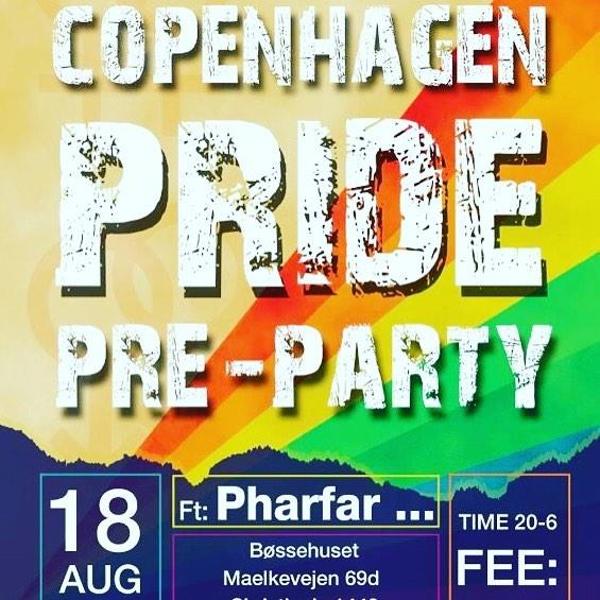 COPENHAGEN
PRIDE
PRE-PARTY
18
AUG
Ft: Pharfar ...
Bøssehuset
Maelkevejen 69d
TIME 20-6
FEE: